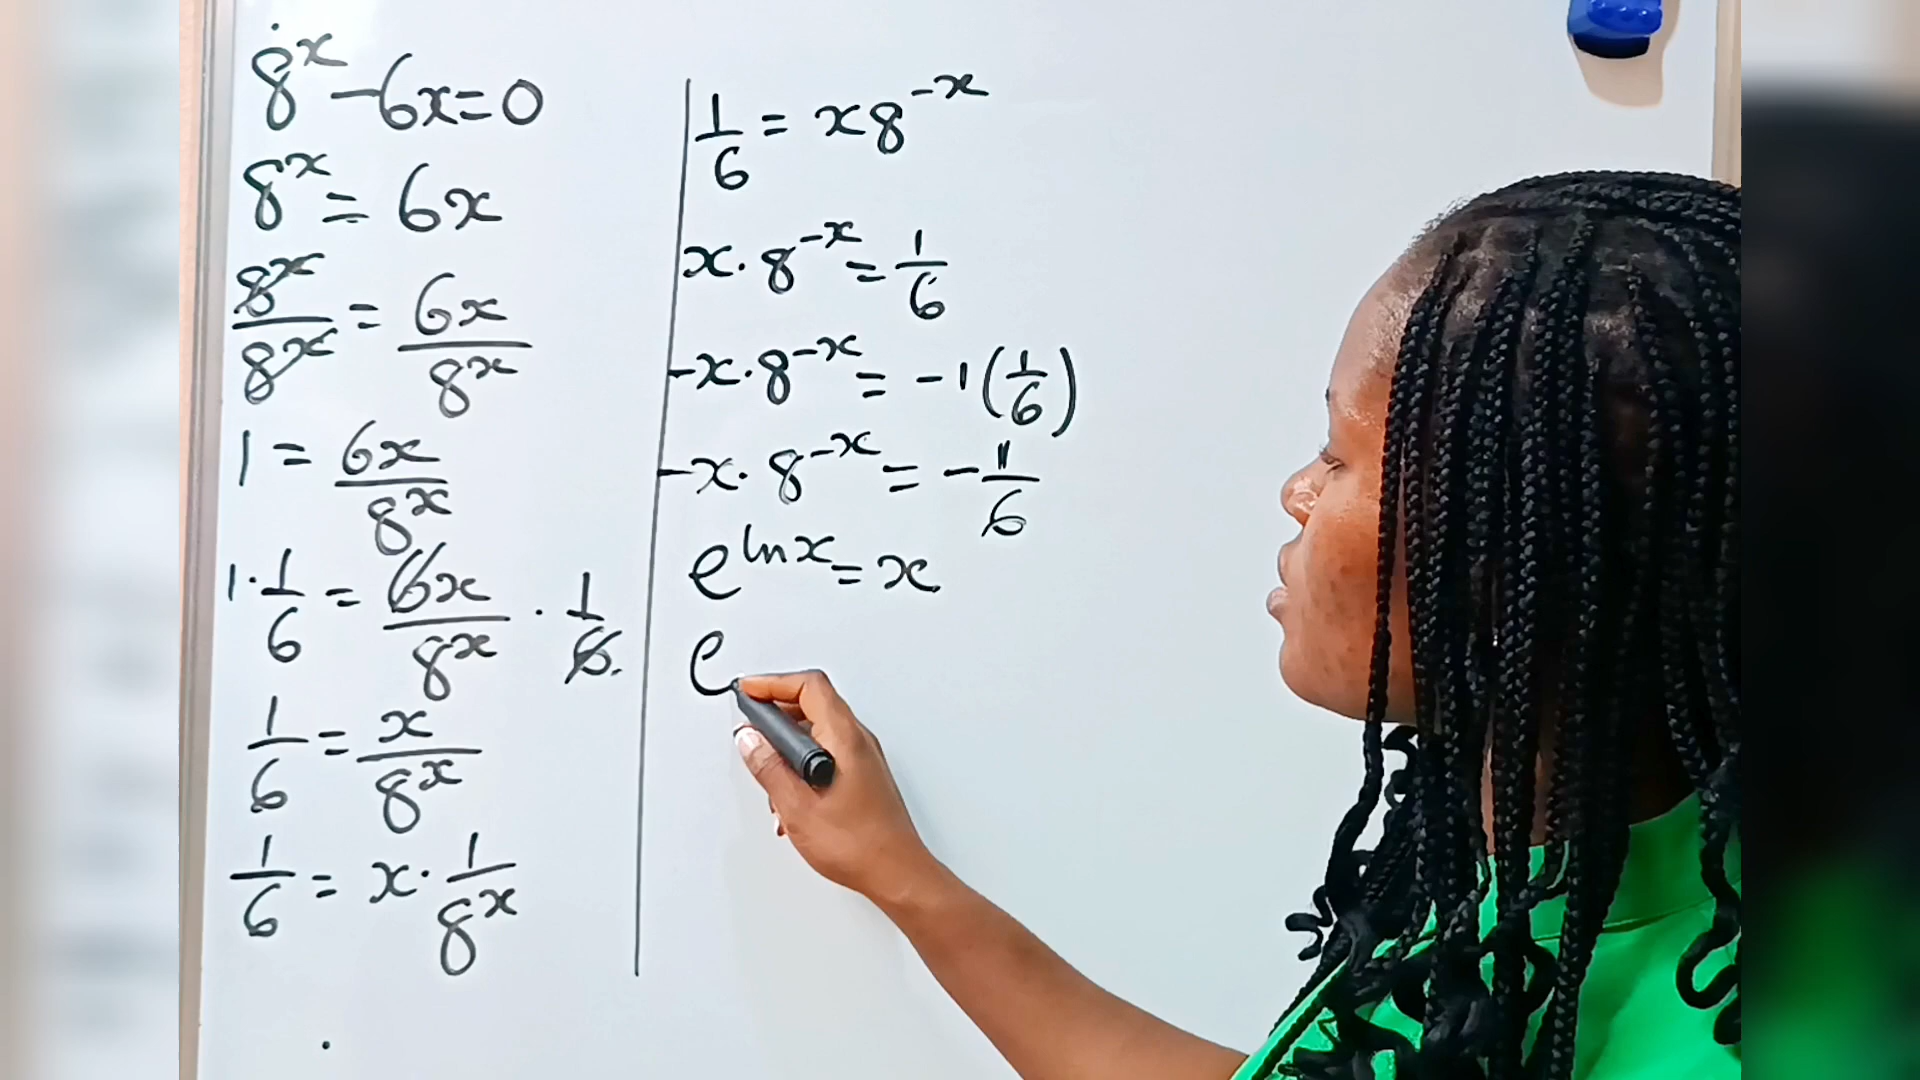 8^x - 6x = 0
8^x = 6x
8^x/8^x = 6x/8^x
1 = 6x/8^x
1 · 1/6 = 6x/8^x · 1/6
1/6 = x/8^x
1/6 = x · 1/8^x
1/6 = x8^-x
x · 8^-x = 1/6
-x · 8^-x = -1(1/6)
-x · 8^-x = -1/6
e^lnx = x
e